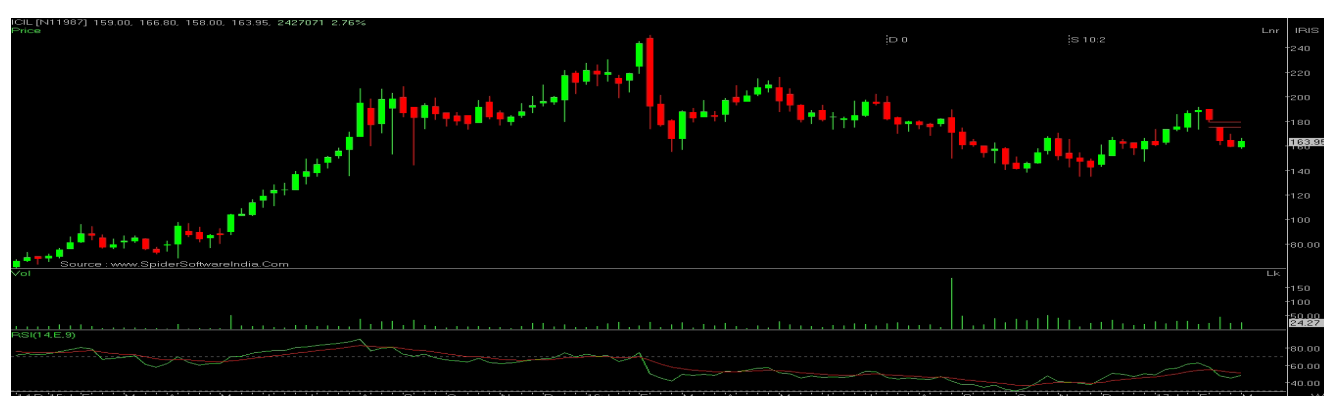 ICIL [N11987] 159.00, 166.80, 158.00, 163.95, 2427071 2.76%
Price
D 0
S 10:2
Lnr
IRIS
240
220
200
180
163.95
160
140
120
100
80.00
Source : www.SpiderSoftwareIndia.Com
Vol
Lk
150
100
50.00
24.27
RSI(14,E,9)
80.00
60.00
40.00